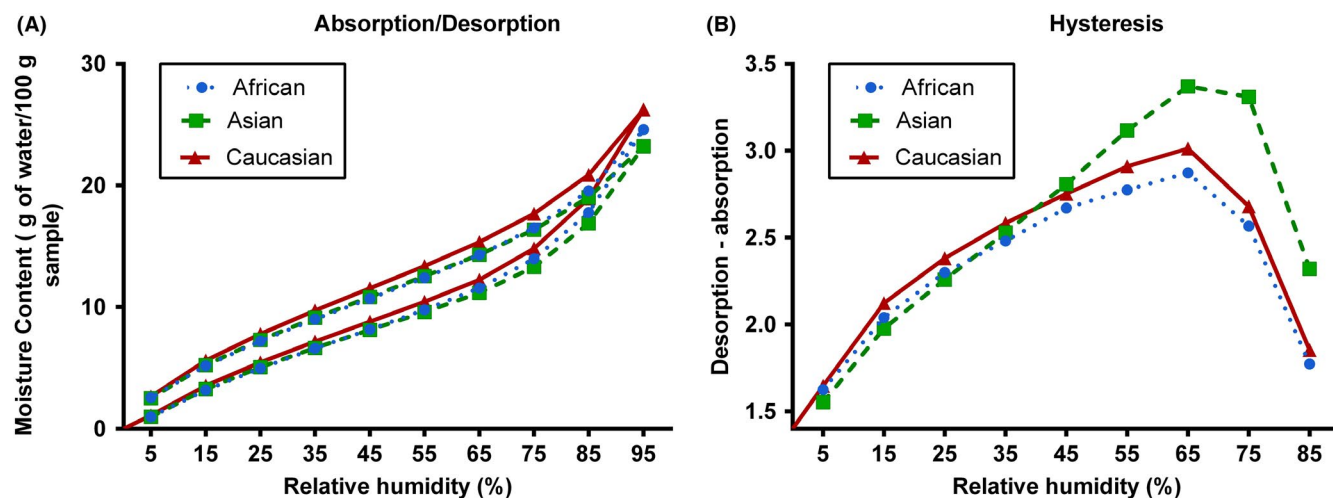 (A)
Absorption/Desorption
Moisture Content ( g of water/100 g
sample)
30
20
10
0
African
Asian
Caucasian
5 15 25 35 45 55 65 75 85 95
Relative humidity (%)
(B)
Hysteresis
Desorption - absorption
3.5
3.0
2.5
2.0
1.5
African
Asian
Caucasian
5 15 25 35 45 55 65 75 85
Relative humidity (%)